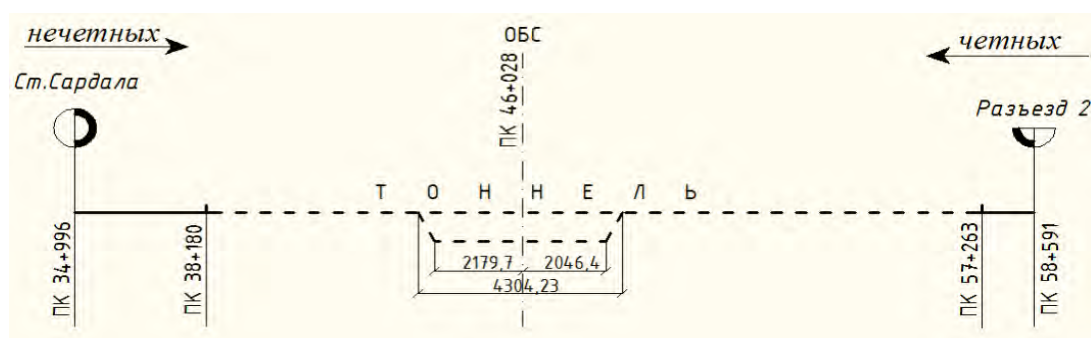 нечетных
ОБС
четных
Ст.Сардала
ПК 46+028
Разъезд 2
ТОННЕЛЬ
ПК 34+996
ПК 38+180
2179,7
2046,4
4304,23
ПК 57+263
ПК 58+591